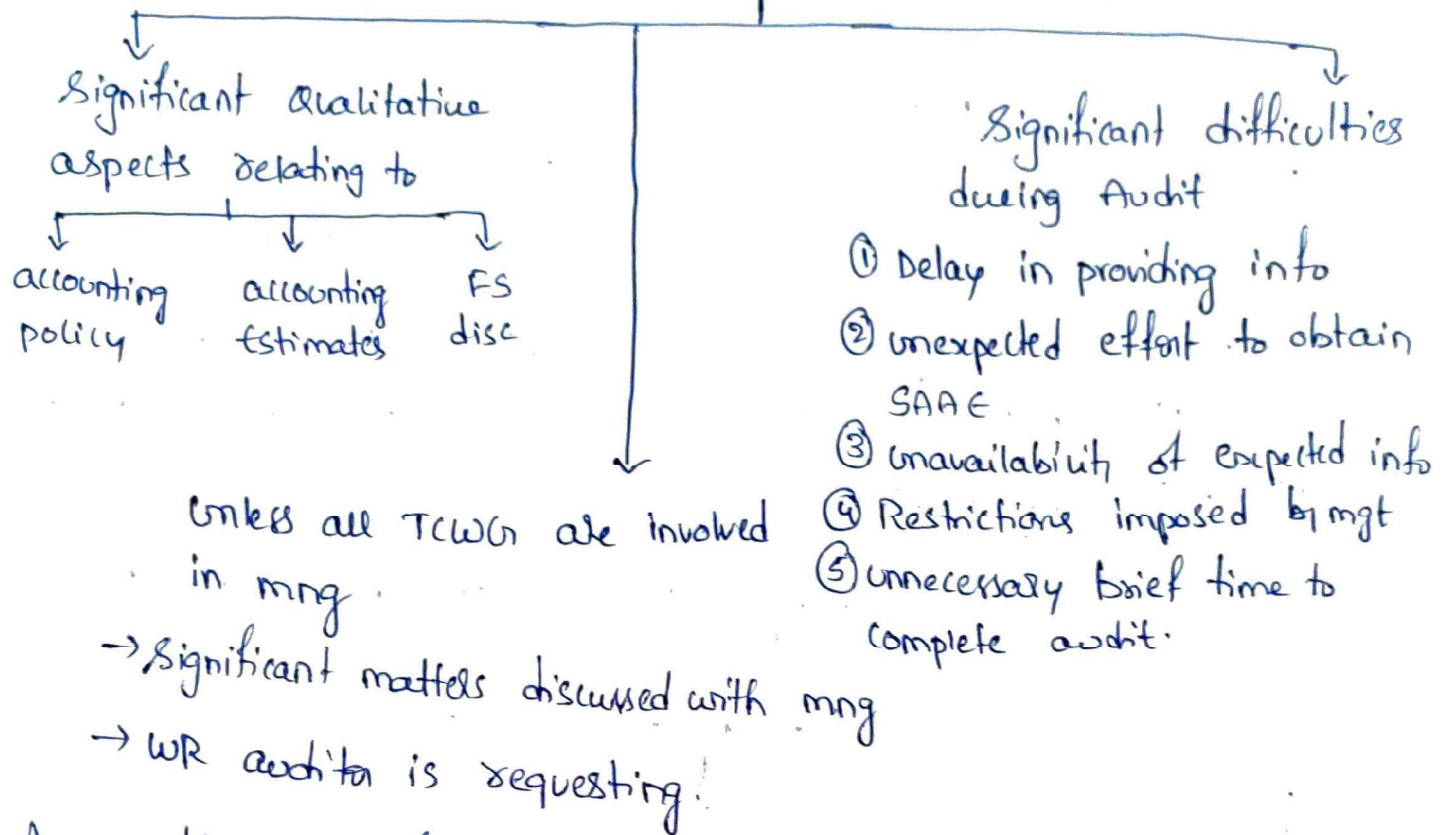 Significant Qualitative
aspects relating to
accounting policy
accounting Estimates
FS disc
Unless all TCWG are involved
in mng.
→ Significant matters discussed with mng
→ WR auditor is requesting.
Significant difficulties
during Audit
① Delay in providing info
② unexpected effort to obtain
SAAE.
③ unavailability of expected info
④ Restrictions imposed by mgt
⑤ unnecessary brief time to
complete audit.